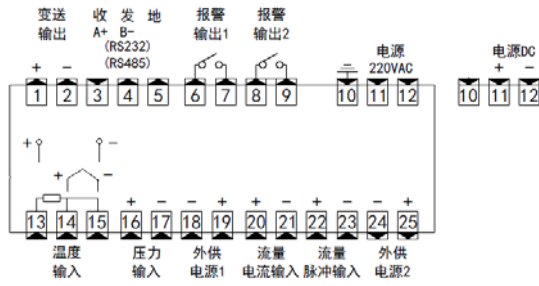 变送 收 发 地 报警 报警
输出 A+ B- 输出1 输出2 电源 电源DC
(RS232) 220VAC
+ - (RS485) + -
1 2 3 4 5 6 7 8 9 10 11 12 10 11 12
+ -
+ -
13 14 15 16 17 18 19 20 21 22 23 24 25
+ - - + + - + - - +
温度 压力 外供 流量 流量 外供
输入 输入 电源1 电流输入 脉冲输入 电源2